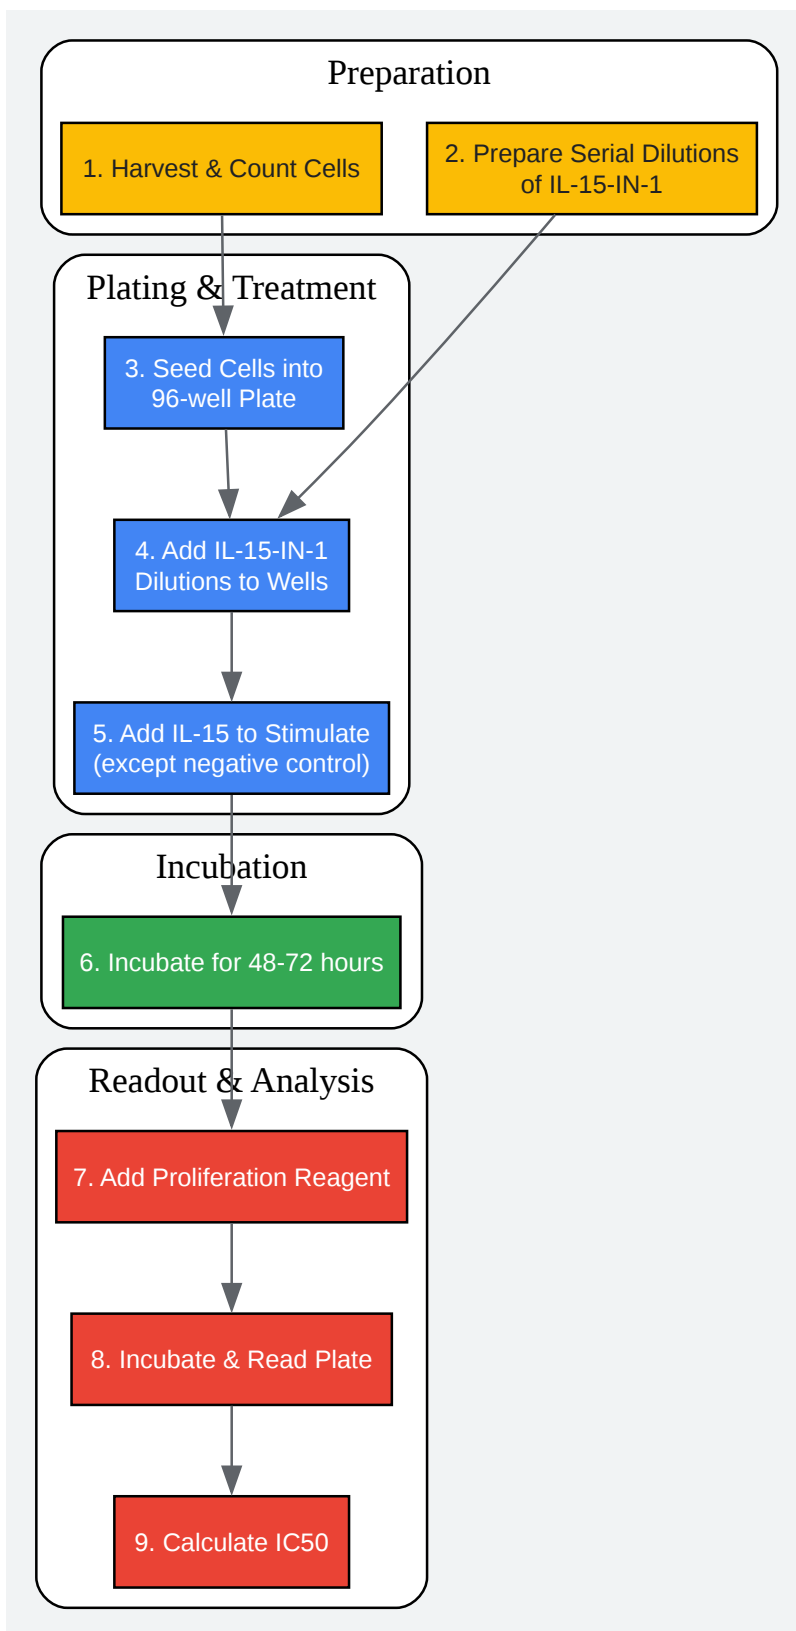 Preparation
1. Harvest & Count Cells
2. Prepare Serial Dilutions
of IL-15-IN-1
Plating & Treatment
3. Seed Cells into
96-well Plate
4. Add IL-15-IN-1
Dilutions to Wells
5. Add IL-15 to Stimulate
(except negative control)
Incubation
6. Incubate for 48-72 hours
Readout & Analysis
7. Add Proliferation Reagent
8. Incubate & Read Plate
9. Calculate IC50